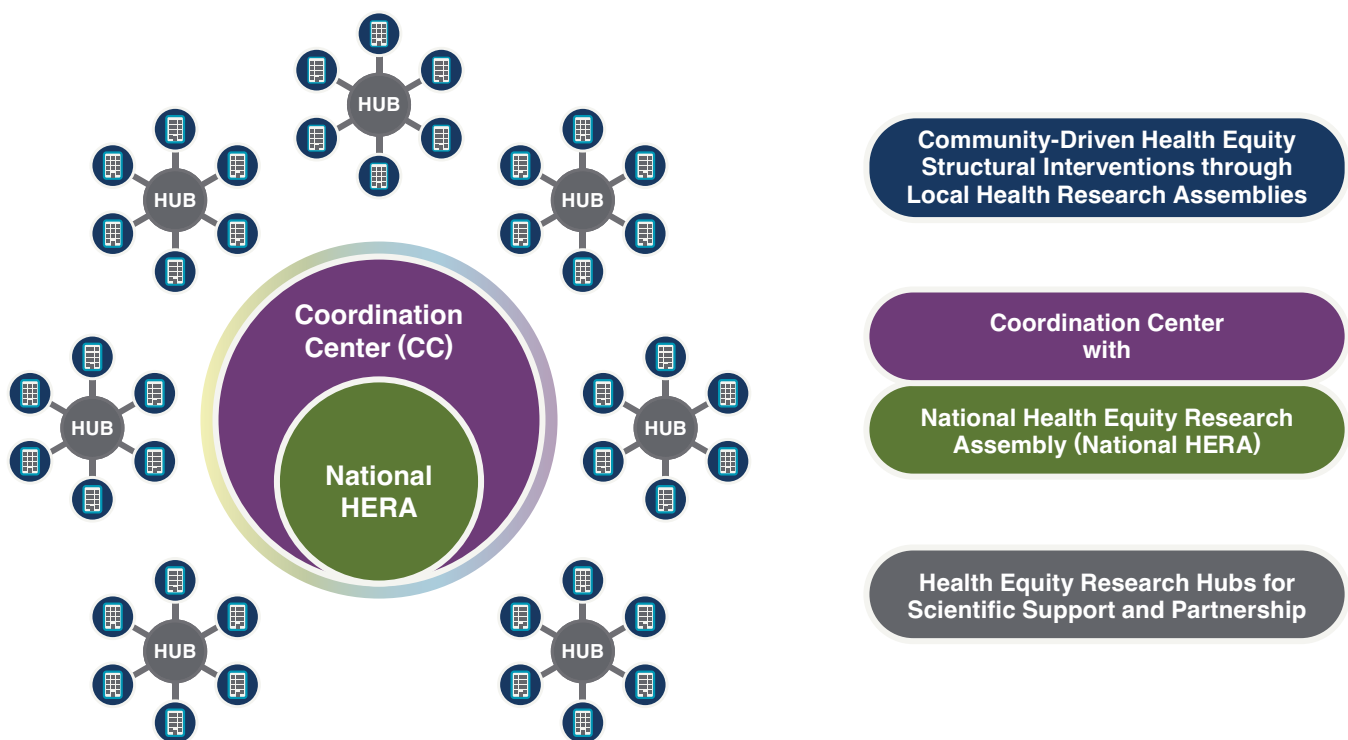 HUB
HUB
HUB
Coordination
Center (CC)
National
HERA
HUB
HUB
HUB
HUB
Community-Driven Health Equity
Structural Interventions through
Local Health Research Assemblies
Coordination Center
with
National Health Equity Research
Assembly (National HERA)
Health Equity Research Hubs for
Scientific Support and Partnership